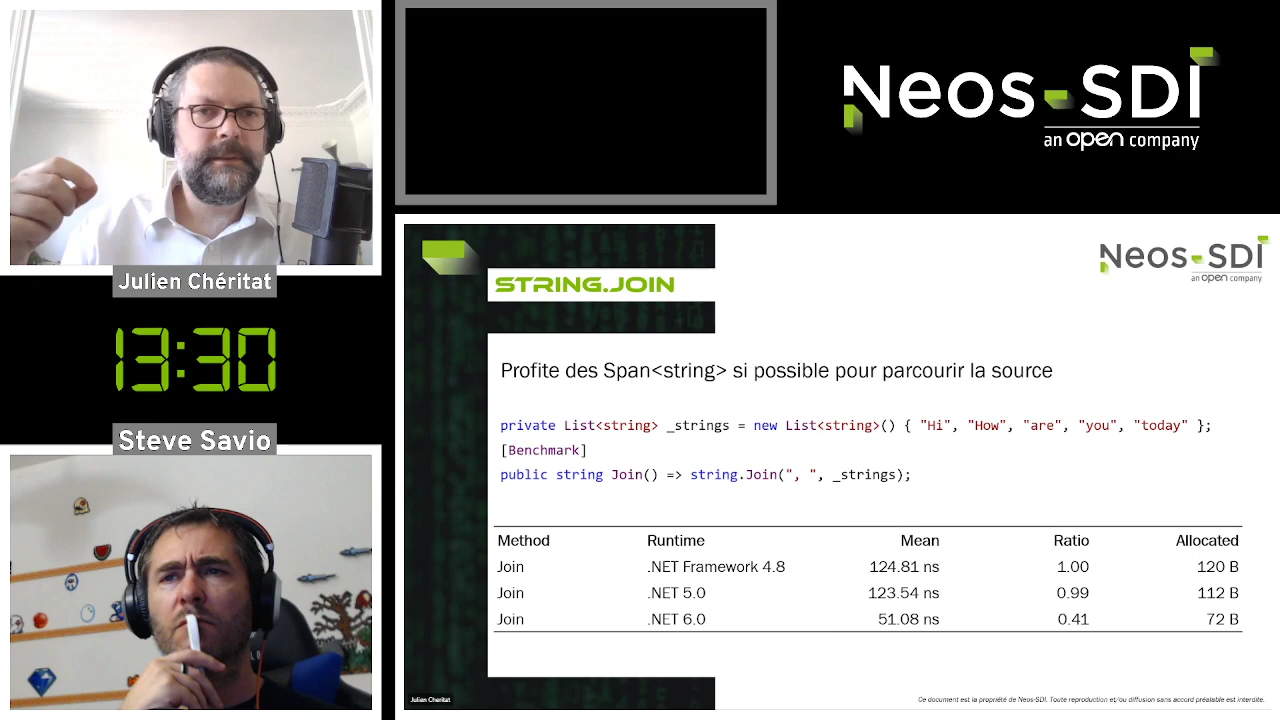 Neos-SDI
an open company
Julien Chéritat
13:30
Steve Savio
Neos-SDI
an open company
STRING.JOIN
Profite des Span<string> si possible pour parcourir la source
private List<string> _strings = new List<string>() { "Hi", "How", "are", "you", "today" };
[Benchmark]
public string Join() => string.Join(", ", _strings);
Method Runtime Mean Ratio Allocated
Join .NET Framework 4.8 124.81 ns 1.00 120 B
Join .NET 5.0 123.54 ns 0.99 112 B
Join .NET 6.0 51.08 ns 0.41 72 B
Julien Cheritat
Ce document est la propriété de Neos-SDI. Toute reproduction et/ou diffusion sans accord préalable est interdite.